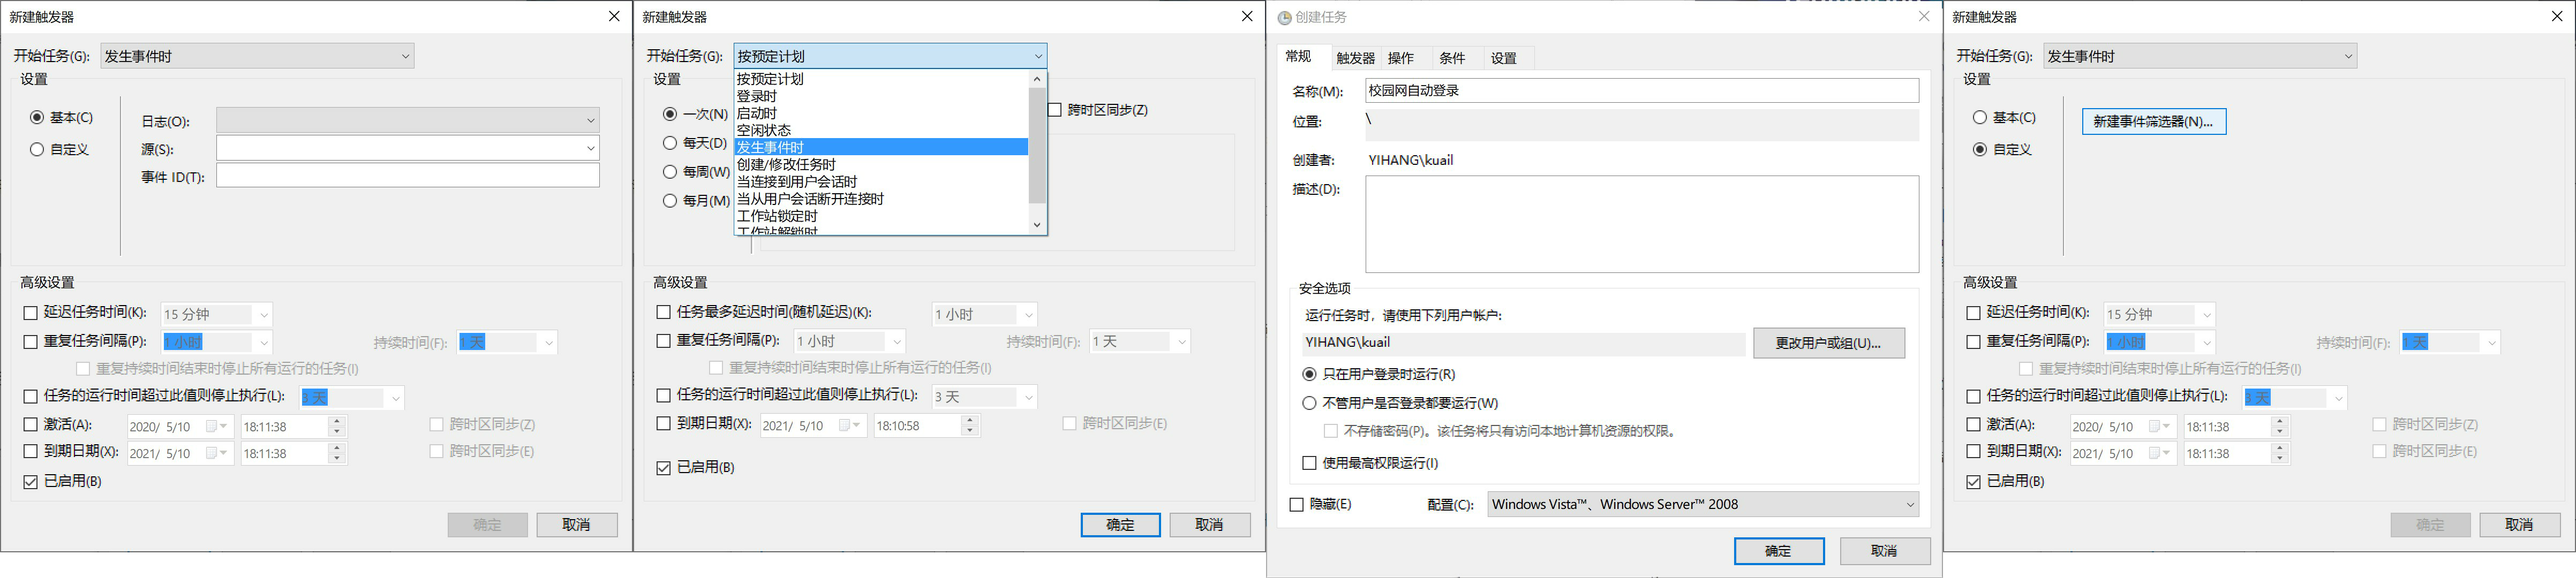 新建触发器
开始任务(G): 发生事件时
设置
基本(C)
自定义
日志(O):
源(S):
事件 ID(T):
高级设置
延迟任务时间(K): 15 分钟
重复任务间隔(P): 1 小时 持续时间(F): 1 天
重复持续时间结束时停止所有运行的任务(I)
任务的运行时间超过此值则停止执行(L): 3 天
激活(A): 2020/ 5/10 18:11:38 跨时区同步(Z)
到期日期(X): 2021/ 5/10 18:11:38 跨时区同步(E)
已启用(B)
确定 取消
新建触发器
开始任务(G): 按预定计划
按预定计划
登录时
启动时
空闲状态
发生事件时
创建/修改任务时
当连接到用户会话时
当从用户会话断开连接时
工作站锁定时
工作站解锁时
设置
一次(N)
每天(D)
每周(W)
每月(M)
跨时区同步(Z)
高级设置
任务最多延迟时间(随机延迟)(K): 1 小时
重复任务间隔(P): 1 小时 持续时间(F): 1 天
重复持续时间结束时停止所有运行的任务(I)
任务的运行时间超过此值则停止执行(L): 3 天
到期日期(X): 2021/ 5/10 18:10:58 跨时区同步(E)
已启用(B)
确定 取消
创建任务
常规 触发器 操作 条件 设置
名称(M): 校园网自动登录
位置: \
创建者: YIHANG\kuail
描述(D):
安全选项
运行任务时，请使用下列用户帐户:
YIHANG\kuail 更改用户或组(U)...
只在用户登录时运行(R)
不管用户是否登录都要运行(W)
不存储密码(P)。该任务将只有访问本地计算机资源的权限。
使用最高权限运行(I)
隐藏(E) 配置(C): Windows Vista™、Windows Server™ 2008
确定 取消
新建触发器
开始任务(G): 发生事件时
设置
基本(C)
自定义
新建事件筛选器(N)...
高级设置
延迟任务时间(K): 15 分钟
重复任务间隔(P): 1 小时 持续时间(F): 1 天
重复持续时间结束时停止所有运行的任务(I)
任务的运行时间超过此值则停止执行(L): 3 天
激活(A): 2020/ 5/10 18:11:38 跨时区同步(Z)
到期日期(X): 2021/ 5/10 18:11:38 跨时区同步(E)
已启用(B)
确定 取消